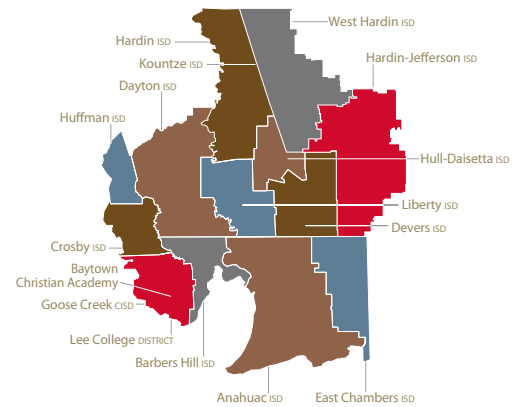 West Hardin ISD
Hardin ISD
Hardin-Jefferson ISD
Kountze ISD
Dayton ISD
Huffman ISD
Hull-Daisetta ISD
Liberty ISD
Devers ISD
Crosby ISD
Baytown
Christian Academy
Goose Creek CISD
Lee College DISTRICT
Barbers Hill ISD
Anahuac ISD
East Chambers ISD